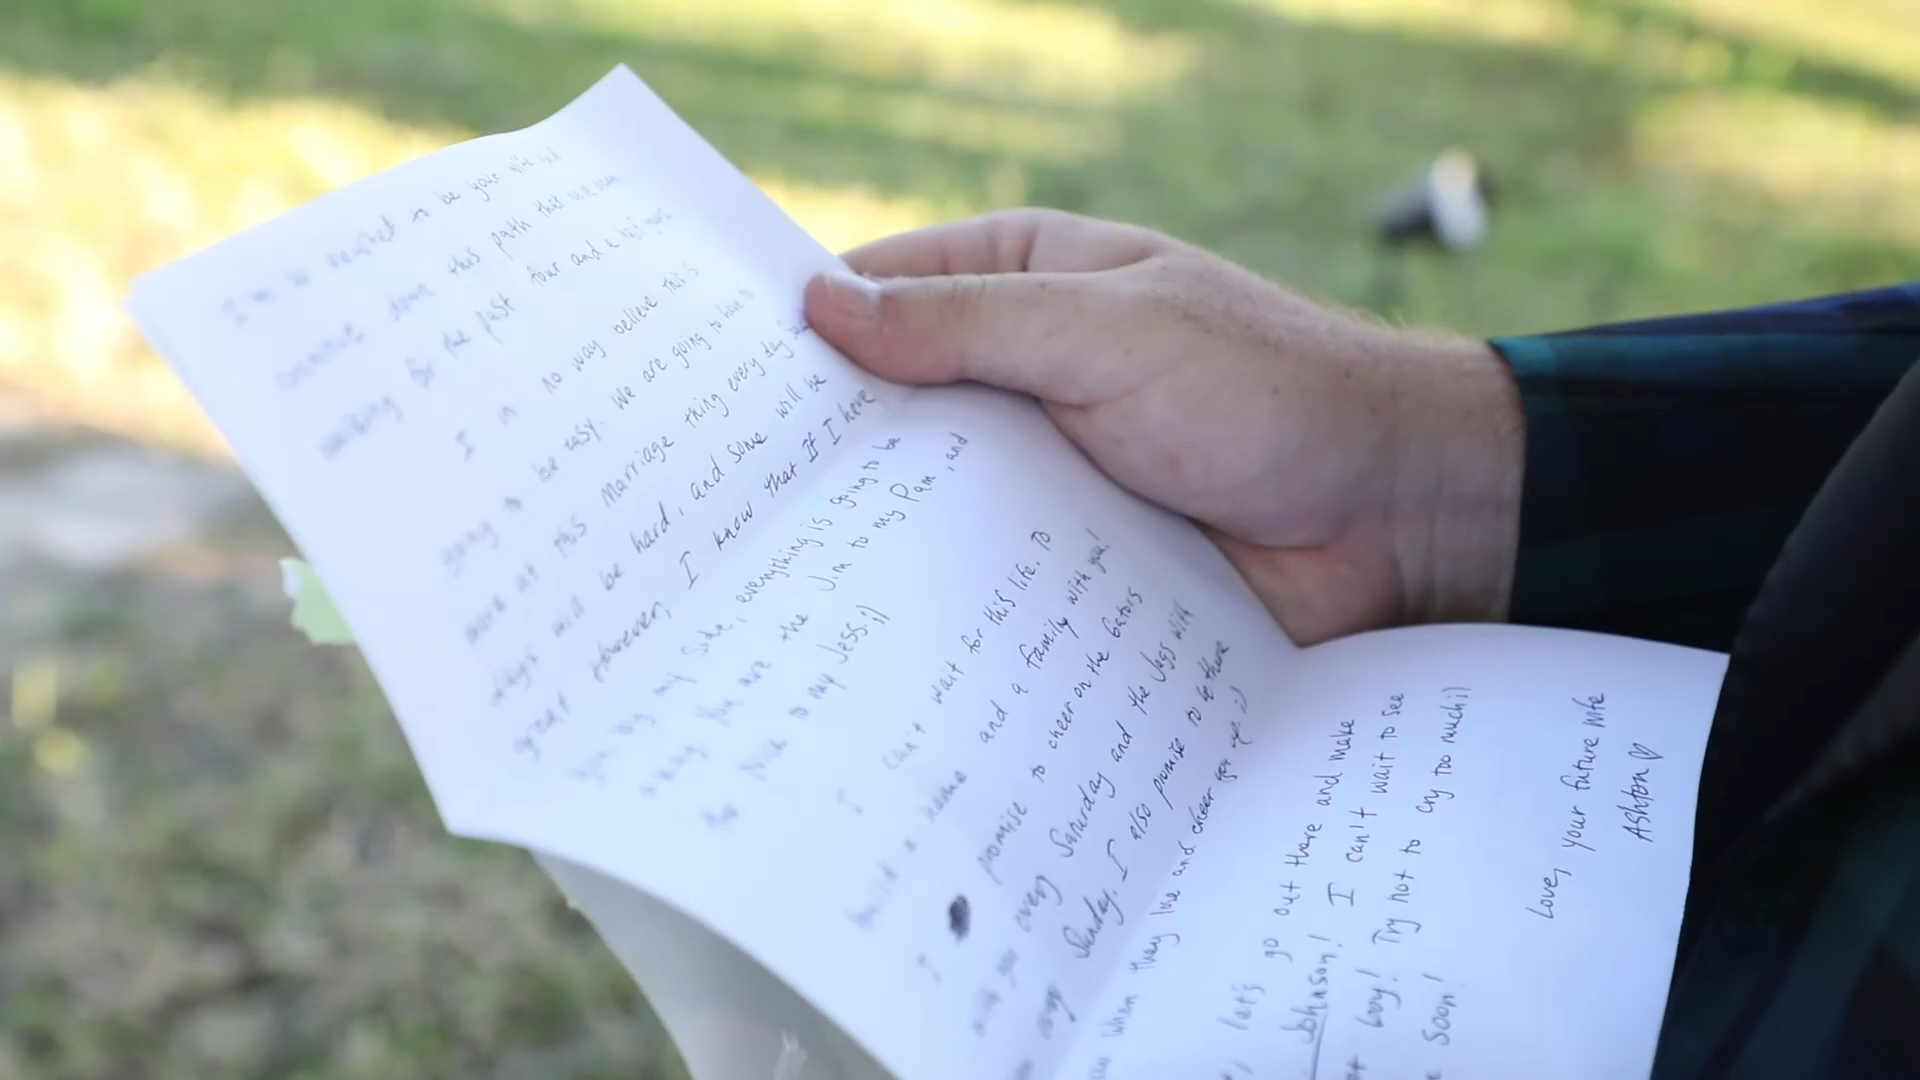 I'm so excited to be your wife and
continue down this path that we've been
walking for the past four and a half years
I in no way believe this
going to be easy. We are going to have to
work at this marriage thing every day
days will be hard, and some will be
great However, I know that If I have
you by my side, everything is going to be
okay. You are the Jim to my Pam, and
the Nick to my Jess. ;)
I can't wait for this life. To
build a home and a family with you!
I promise to cheer on the Gators
with you every Saturday and the Jags with
you every Sunday. I also promise to be there
when they lose and cheer you up :)
let's go out there and make
Johnson! I can't wait to see
boy! Try not to cry too much ;)
soon!
Love, your future wife
Ashton ♡